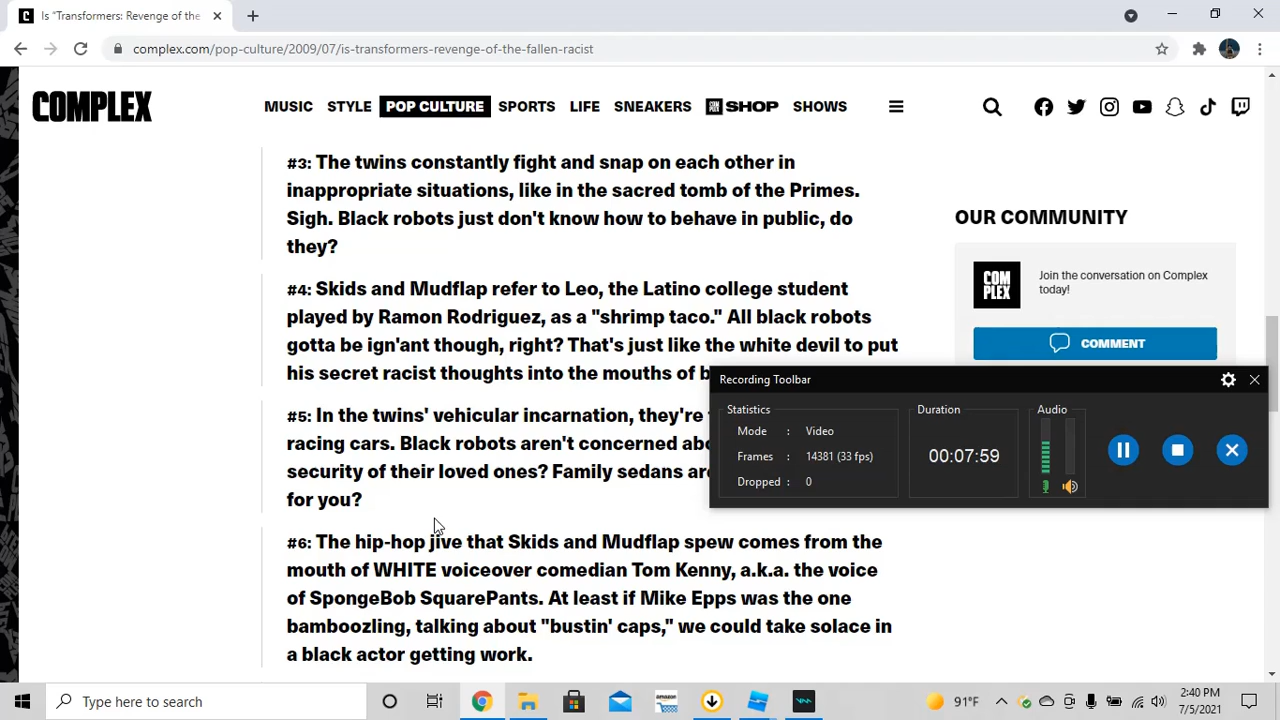 Is "Transformers: Revenge of the
complex.com/pop-culture/2009/07/is-transformers-revenge-of-the-fallen-racist
COMPLEX
MUSIC STYLE POP CULTURE SPORTS LIFE SNEAKERS COMPLEX SHOP SHOWS
#3: The twins constantly fight and snap on each other in
inappropriate situations, like in the sacred tomb of the Primes.
Sigh. Black robots just don't know how to behave in public, do
they?
#4: Skids and Mudflap refer to Leo, the Latino college student
played by Ramon Rodriguez, as a "shrimp taco." All black robots
gotta be ign'ant though, right? That's just like the white devil to put
his secret racist thoughts into the mouths of b
#5: In the twins' vehicular incarnation, they're
racing cars. Black robots aren't concerned abo
security of their loved ones? Family sedans are
for you?
#6: The hip-hop jive that Skids and Mudflap spew comes from the
mouth of WHITE voiceover comedian Tom Kenny, a.k.a. the voice
of SpongeBob SquarePants. At least if Mike Epps was the one
bamboozling, talking about "bustin' caps," we could take solace in
a black actor getting work.
OUR COMMUNITY
COM
PLEX
Join the conversation on Complex
today!
COMMENT
Recording Toolbar
Statistics
Mode : Video
Frames : 14381 (33 fps)
Dropped : 0
Duration
00:07:59
Audio
Type here to search
91°F
2:40 PM
7/5/2021